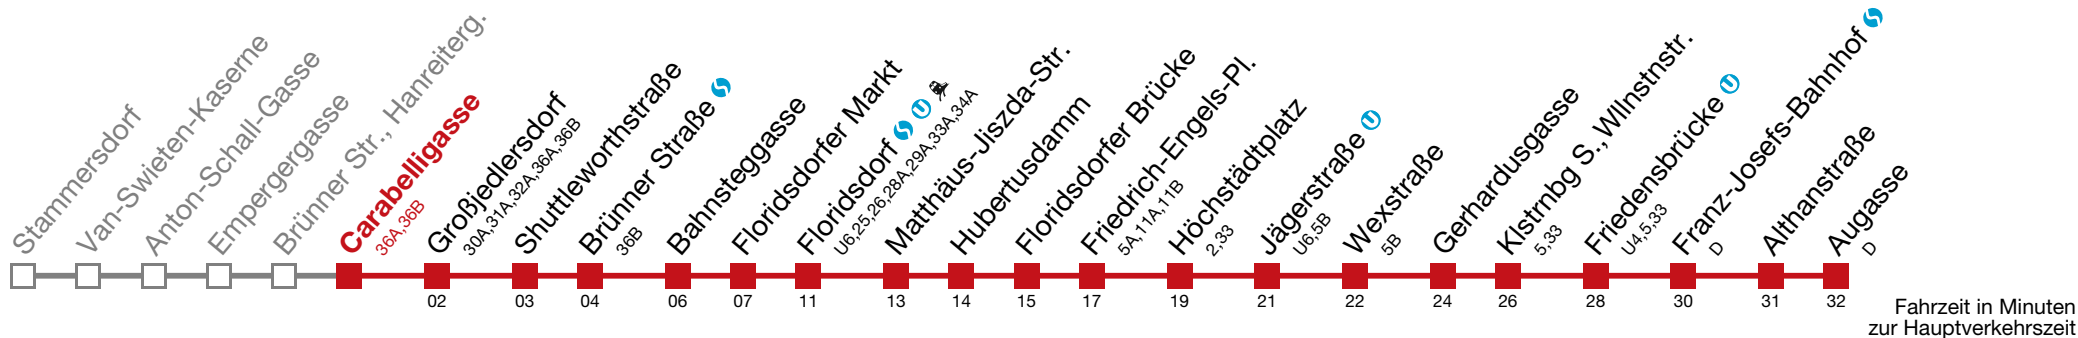 Stammersdorf
Van-Swieten-Kaserne
Anton-Schall-Gasse
Empergergasse
Brünner Str., Hanreiterg.
Carabelligasse
36A,36B
Großjedlersdorf
30A,31A,32A,36A,36B
02
Shuttleworthstraße
03
Brünner Straße
36B
04
Bahnsteggasse
06
Floridsdorfer Markt
07
Floridsdorf U
U6,25,26,28A,29A,33A,34A
11
Matthäus-Jiszda-Str.
13
Hubertusdamm
14
Floridsdorfer Brücke
15
Friedrich-Engels-Pl.
5A,11A,11B
17
Höchstädtplatz
2,33
19
Jägerstraße U
U6,5B
21
Wexstraße
5B
22
Gerhardusgasse
24
Klstrnbg S., Wllnstnstr.
5,33
26
Friedensbrücke U
U4,5,33
28
Franz-Josefs-Bahnhof
D
30
Althanstraße
31
Augasse
D
32
Fahrzeit in Minuten
zur Hauptverkehrszeit